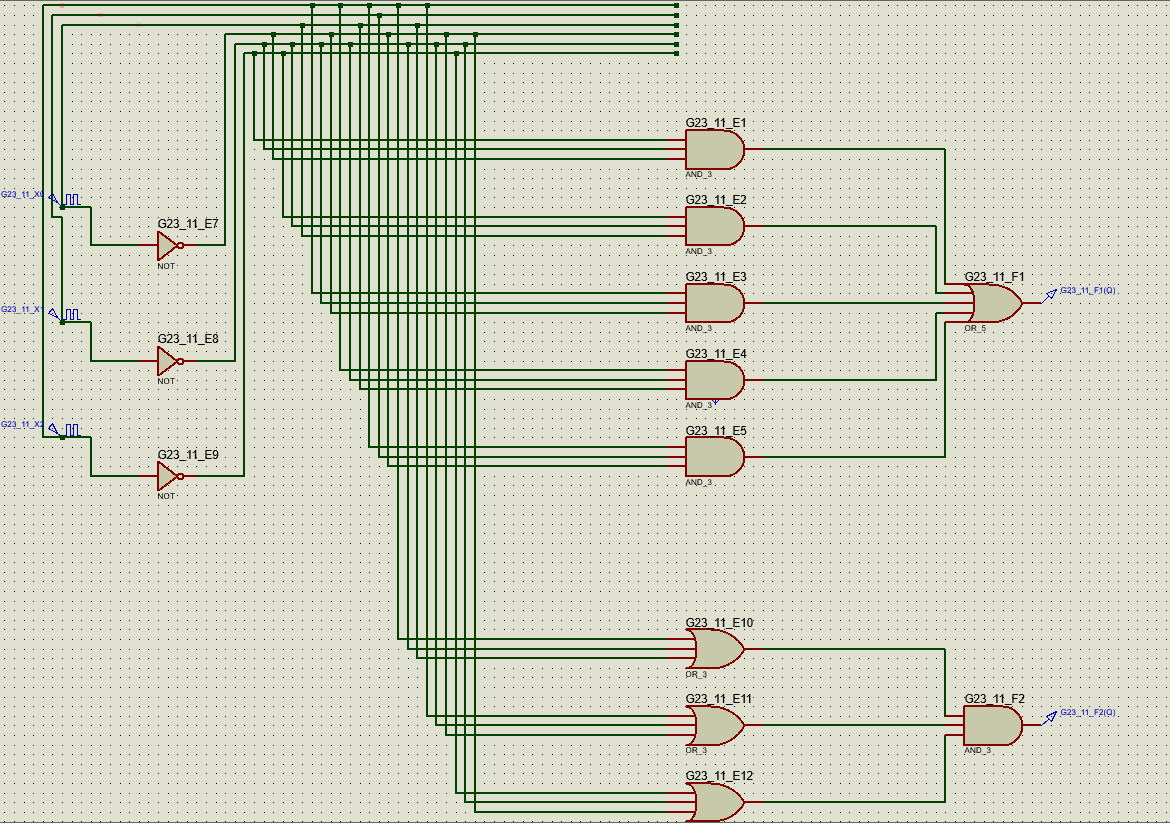 G23_11_E1
AND_3
G23_11_X0
G23_11_E2
G23_11_E7
AND_3
NOT
G23_11_E3
G23_11_F1
G23_11_F1(Q)
G23_11_X1
AND_3
OR_5
G23_11_E8
G23_11_E4
NOT
AND_3
G23_11_X2
G23_11_E5
G23_11_E9
AND_3
NOT
G23_11_E10
OR_3
G23_11_E11
G23_11_F2
G23_11_F2(Q)
OR_3
AND_3
G23_11_E12